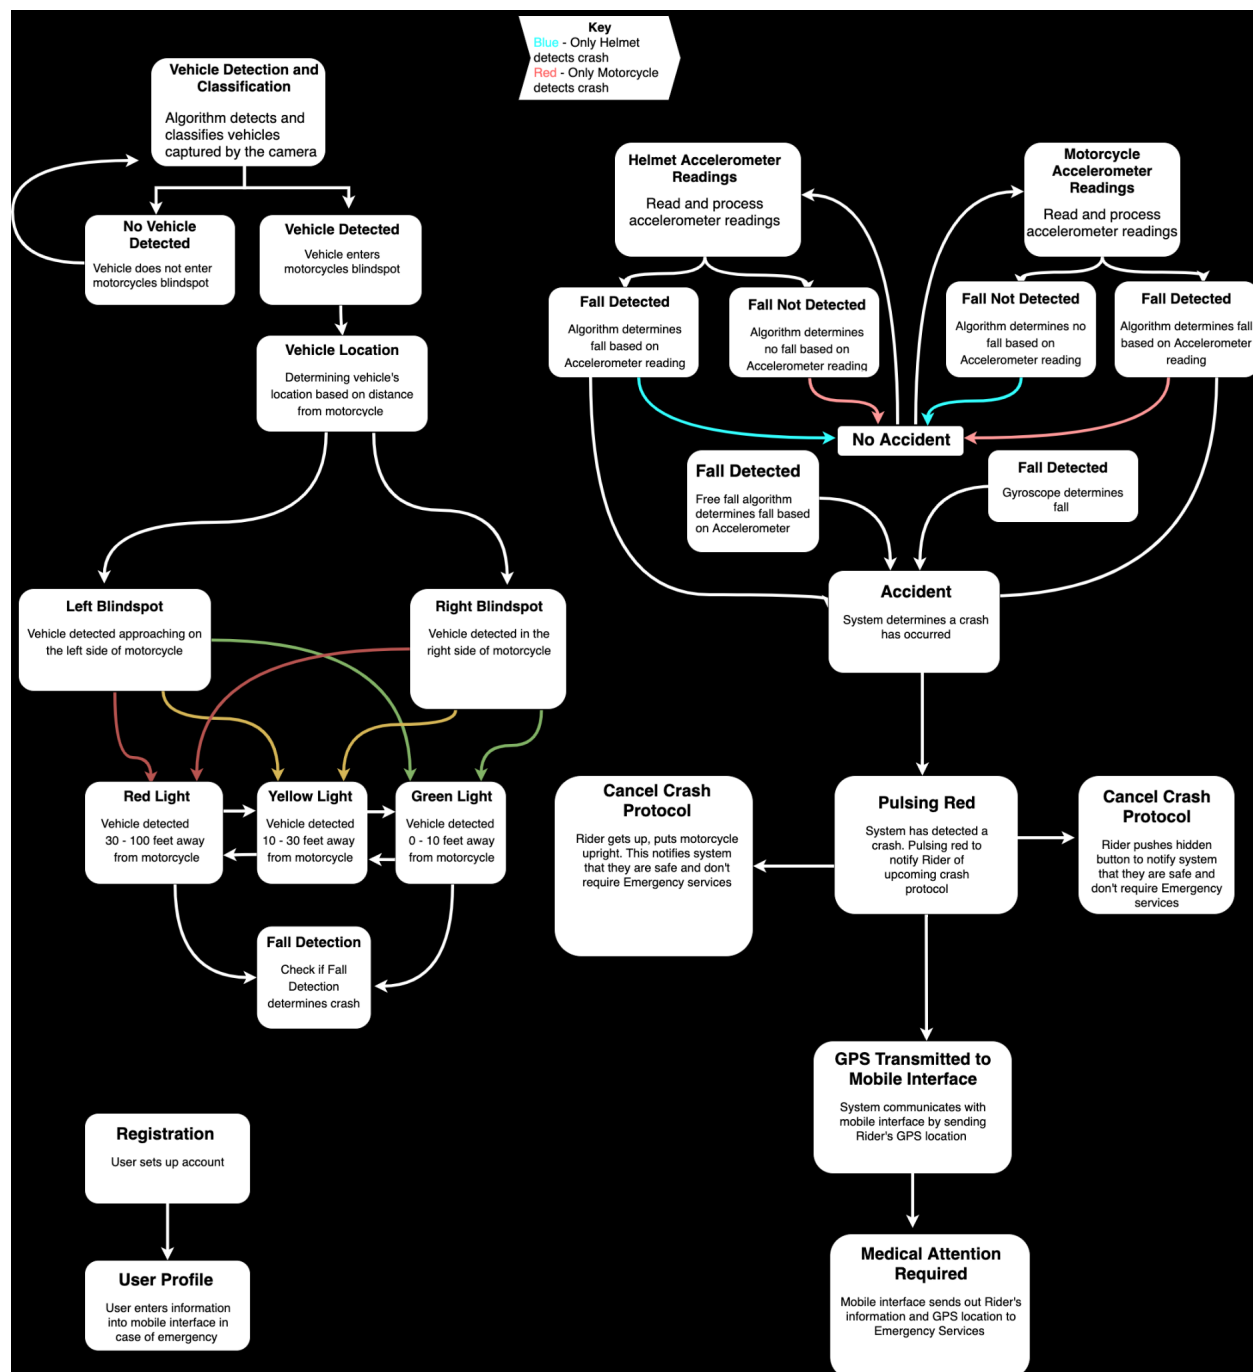 Key
Blue - Only Helmet
detects crash
Red - Only Motorcycle
detects crash
Vehicle Detection and
Classification
Algorithm detects and
classifies vehicles
captured by the camera
No Vehicle
Detected
Vehicle does not enter
motorcycles blindspot
Vehicle Detected
Vehicle enters
motorcycles blindspot
Vehicle Location
Determining vehicle's
location based on distance
from motorcycle
Left Blindspot
Vehicle detected approaching on
the left side of motorcycle
Right Blindspot
Vehicle detected in the
right side of motorcycle
Red Light
Vehicle detected
30 - 100 feet away
from motorcycle
Yellow Light
Vehicle detected
10 - 30 feet away
from motorcycle
Green Light
Vehicle detected
0 - 10 feet away
from motorcycle
Fall Detection
Check if Fall
Detection
determines crash
Registration
User sets up account
User Profile
User enters information
into mobile interface in
case of emergency
Helmet Accelerometer
Readings
Read and process
accelerometer readings
Motorcycle
Accelerometer
Readings
Read and process
accelerometer readings
Fall Detected
Algorithm determines
fall based on
Accelerometer reading
Fall Not Detected
Algorithm determines
no fall based on
Accelerometer reading
Fall Not Detected
Algorithm determines no
fall based on
Accelerometer reading
Fall Detected
Algorithm determines fall
based on Accelerometer
reading
No Accident
Fall Detected
Free fall algorithm
determines fall based
on Accelerometer
Fall Detected
Gyroscope determines
fall
Accident
System determines a crash
has occurred
Cancel Crash
Protocol
Rider gets up, puts motorcycle
upright. This notifies system
that they are safe and don't
require Emergency services
Pulsing Red
System has detected a
crash. Pulsing red to
notify Rider of
upcoming crash
protocol
Cancel Crash
Protocol
Rider pushes hidden
button to notify system
that they are safe and
don't require Emergency
services
GPS Transmitted to
Mobile Interface
System communicates with
mobile interface by sending
Rider's GPS location
Medical Attention
Required
Mobile interface sends out Rider's
information and GPS location to
Emergency Services